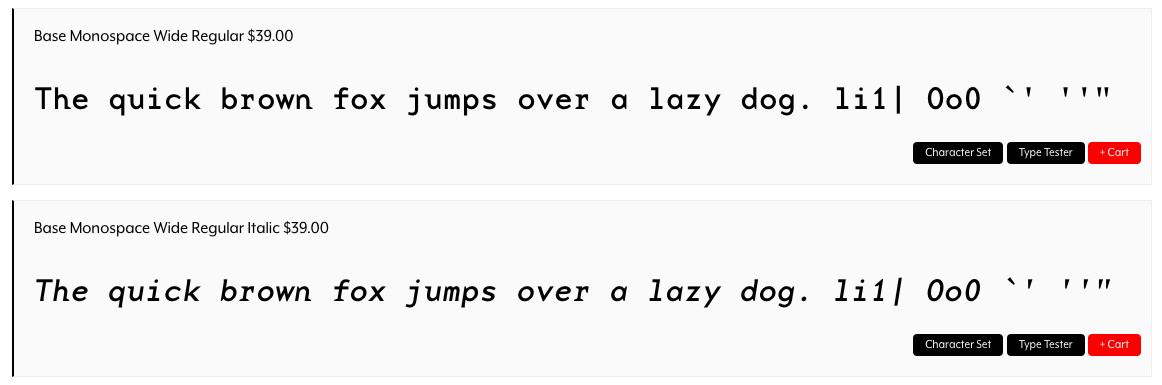 Base Monospace Wide Regular $39.00
The quick brown fox jumps over a lazy dog. li1| 0oO `' ''"
Character Set Type Tester + Cart
Base Monospace Wide Regular Italic $39.00
The quick brown fox jumps over a lazy dog. li1| 0oO `' ''"
Character Set Type Tester + Cart